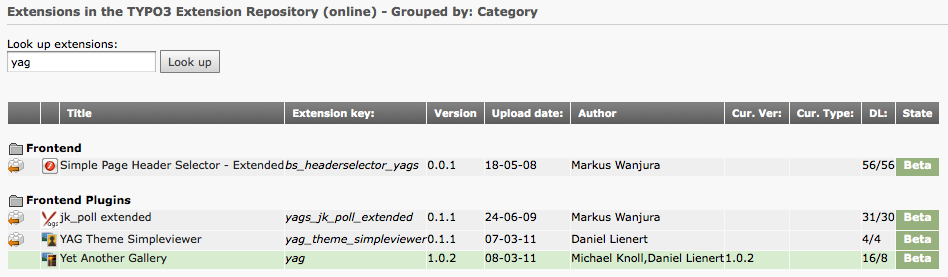 Extensions in the TYPO3 Extension Repository (online) - Grouped by: Category
Look up extensions:
yag Look up
Title Extension key: Version Upload date: Author Cur. Ver: Cur. Type: DL: State
Frontend
Simple Page Header Selector - Extended bs_headerselector_yags 0.0.1 18-05-08 Markus Wanjura 56/56 Beta
Frontend Plugins
jk_poll extended yags_jk_poll_extended 0.1.1 24-06-09 Markus Wanjura 31/30 Beta
YAG Theme Simpleviewer yag_theme_simpleviewer 0.1.1 07-03-11 Daniel Lienert 4/4 Beta
Yet Another Gallery yag 1.0.2 08-03-11 Michael Knoll,Daniel Lienert 1.0.2 16/8 Beta